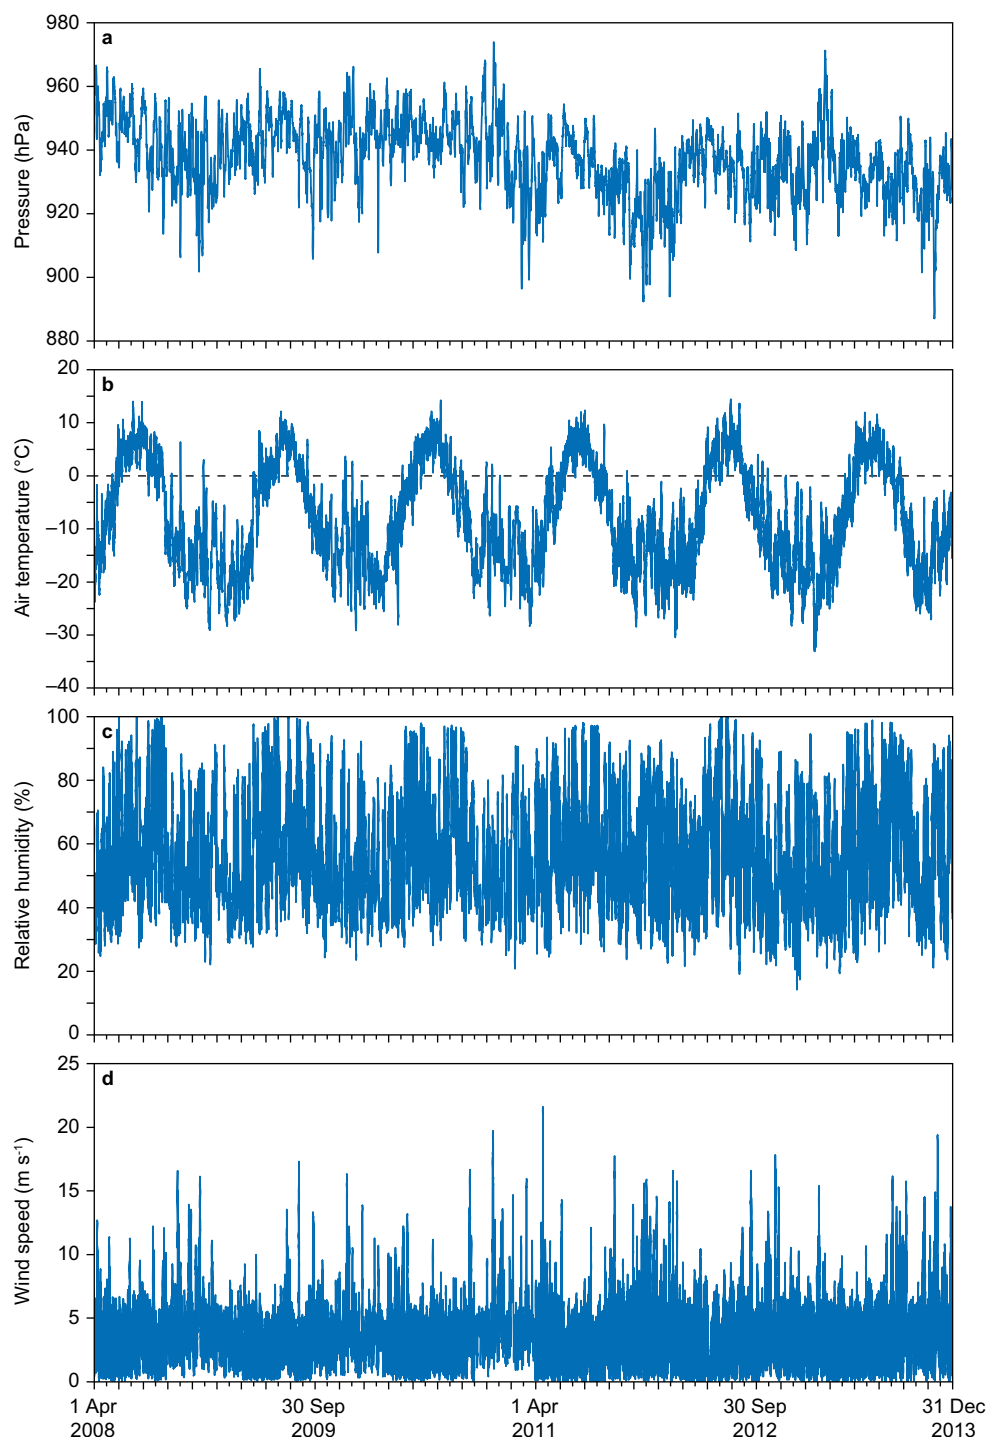 980
960
940
920
900
880
Pressure (hPa)
a
20
10
0
–10
–20
–30
–40
Air temperature (°C)
b
100
80
60
40
20
0
Relative humidity (%)
c
25
20
15
10
5
0
Wind speed (m s-1)
d
1 Apr 30 Sep 1 Apr 30 Sep 31 Dec
2008 2009 2011 2012 2013